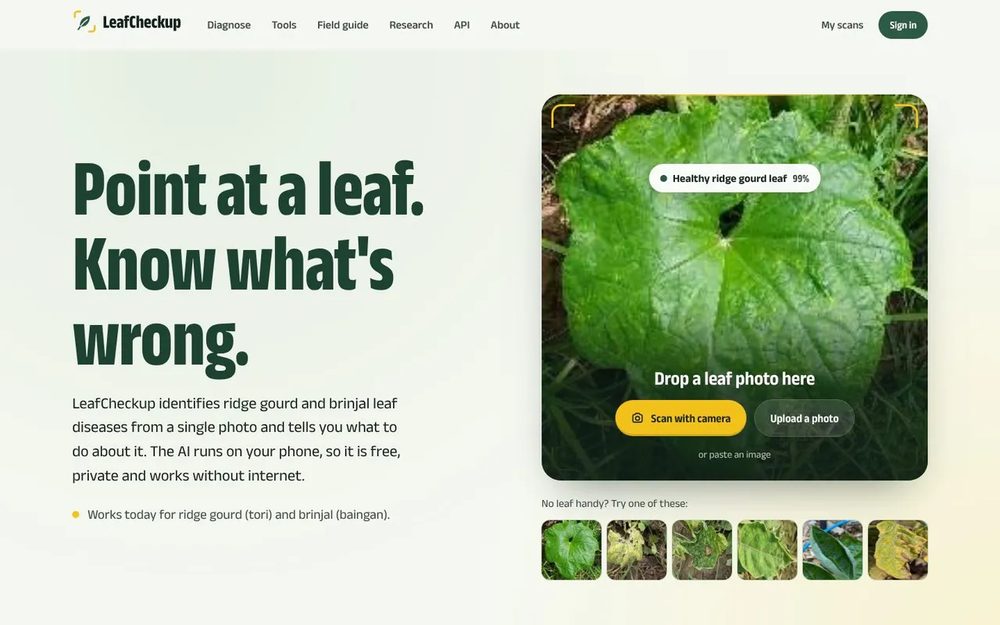 LeafCheckup
Diagnose
Tools
Field guide
Research
API
About
My scans
Sign in
Point at a leaf.
Know what's
wrong.
LeafCheckup identifies ridge gourd and brinjal leaf
diseases from a single photo and tells you what to
do about it. The AI runs on your phone, so it is free,
private and works without internet.
Works today for ridge gourd (tori) and brinjal (baingan).
Healthy ridge gourd leaf 99%
Drop a leaf photo here
Scan with camera
Upload a photo
or paste an image
No leaf handy? Try one of these: